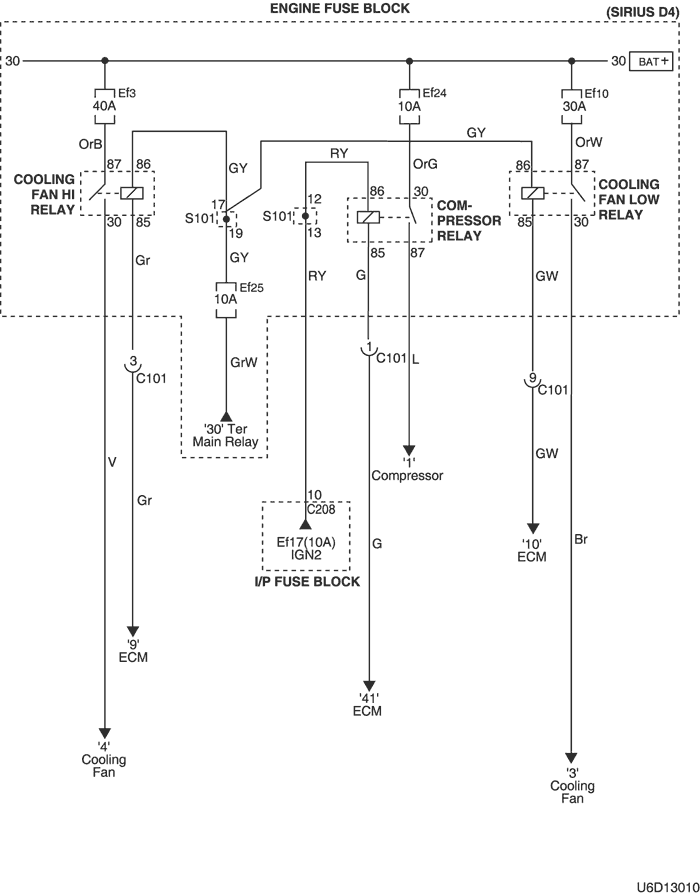 ENGINE FUSE BLOCK
(SIRIUS D4)
30
30
BAT+
Ef3
40A
Ef24
10A
Ef10
30A
OrB
GY
OrW
87
86
GY
RY
OrG
86
87
COOLING
FAN HI
RELAY
COOLING
FAN LOW
RELAY
17
S101
19
12
S101
13
86
30
COM-
PRESSOR
RELAY
30
85
85
30
Gr
GY
RY
G
85
87
GW
Ef25
10A
3
C101
GrW
1
C101
L
9
C101
'30' Ter
Main Relay
V
'1'
Compressor
GW
Gr
10
C208
Ef17(10A)
IGN2
I/P FUSE BLOCK
G
'10'
ECM
Br
'9'
ECM
'41'
ECM
'4'
Cooling
Fan
'3'
Cooling
Fan
U6D13010